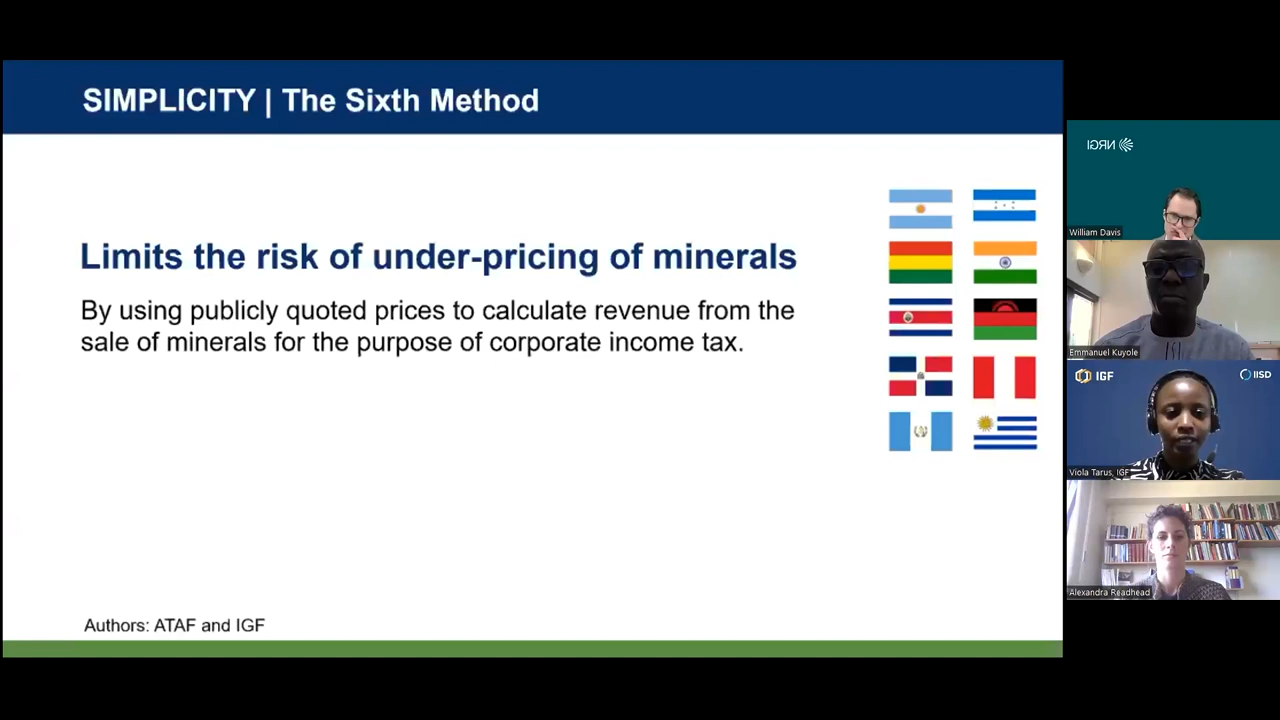 SIMPLICITY | The Sixth Method
Limits the risk of under-pricing of minerals
By using publicly quoted prices to calculate revenue from the
sale of minerals for the purpose of corporate income tax.
Authors: ATAF and IGF
NRGI
William Davis
Emmanuel Kuyole
IGF
IISD
Viola Tarus, IGF
Alexandra Readhead